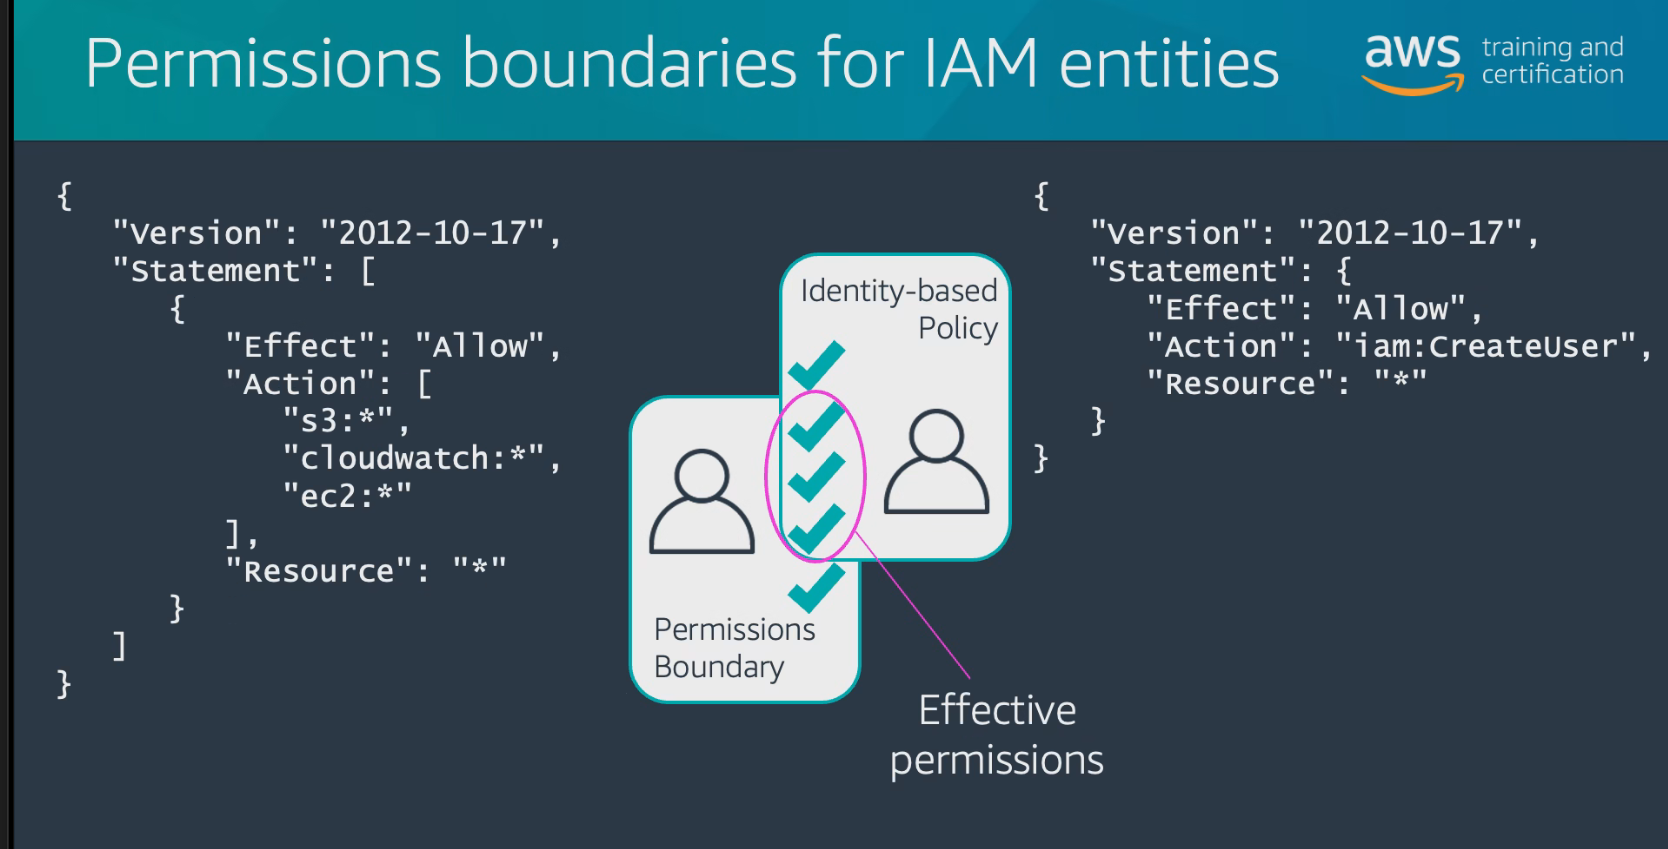 Permissions boundaries for IAM entities
aws training and
certification
{
"Version": "2012-10-17",
"Statement": [
{
"Effect": "Allow",
"Action": [
"s3:*",
"cloudwatch:*",
"ec2:*"
],
"Resource": "*"
}
]
}
Identity-based
Policy
Permissions
Boundary
Effective
permissions
{
"Version": "2012-10-17",
"Statement": {
"Effect": "Allow",
"Action": "iam:CreateUser",
"Resource": "*"
}
}